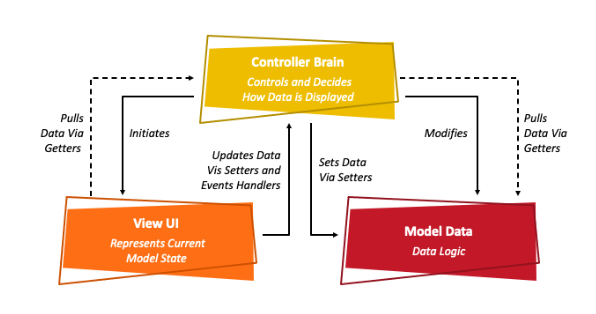 Controller Brain
Controls and Decides
How Data is Displayed
Pulls
Data Via
Getters
Initiates
Updates Data
Vis Setters and
Events Handlers
Sets Data
Via Setters
Modifies
Pulls
Data Via
Getters
View UI
Represents Current
Model State
Model Data
Data Logic